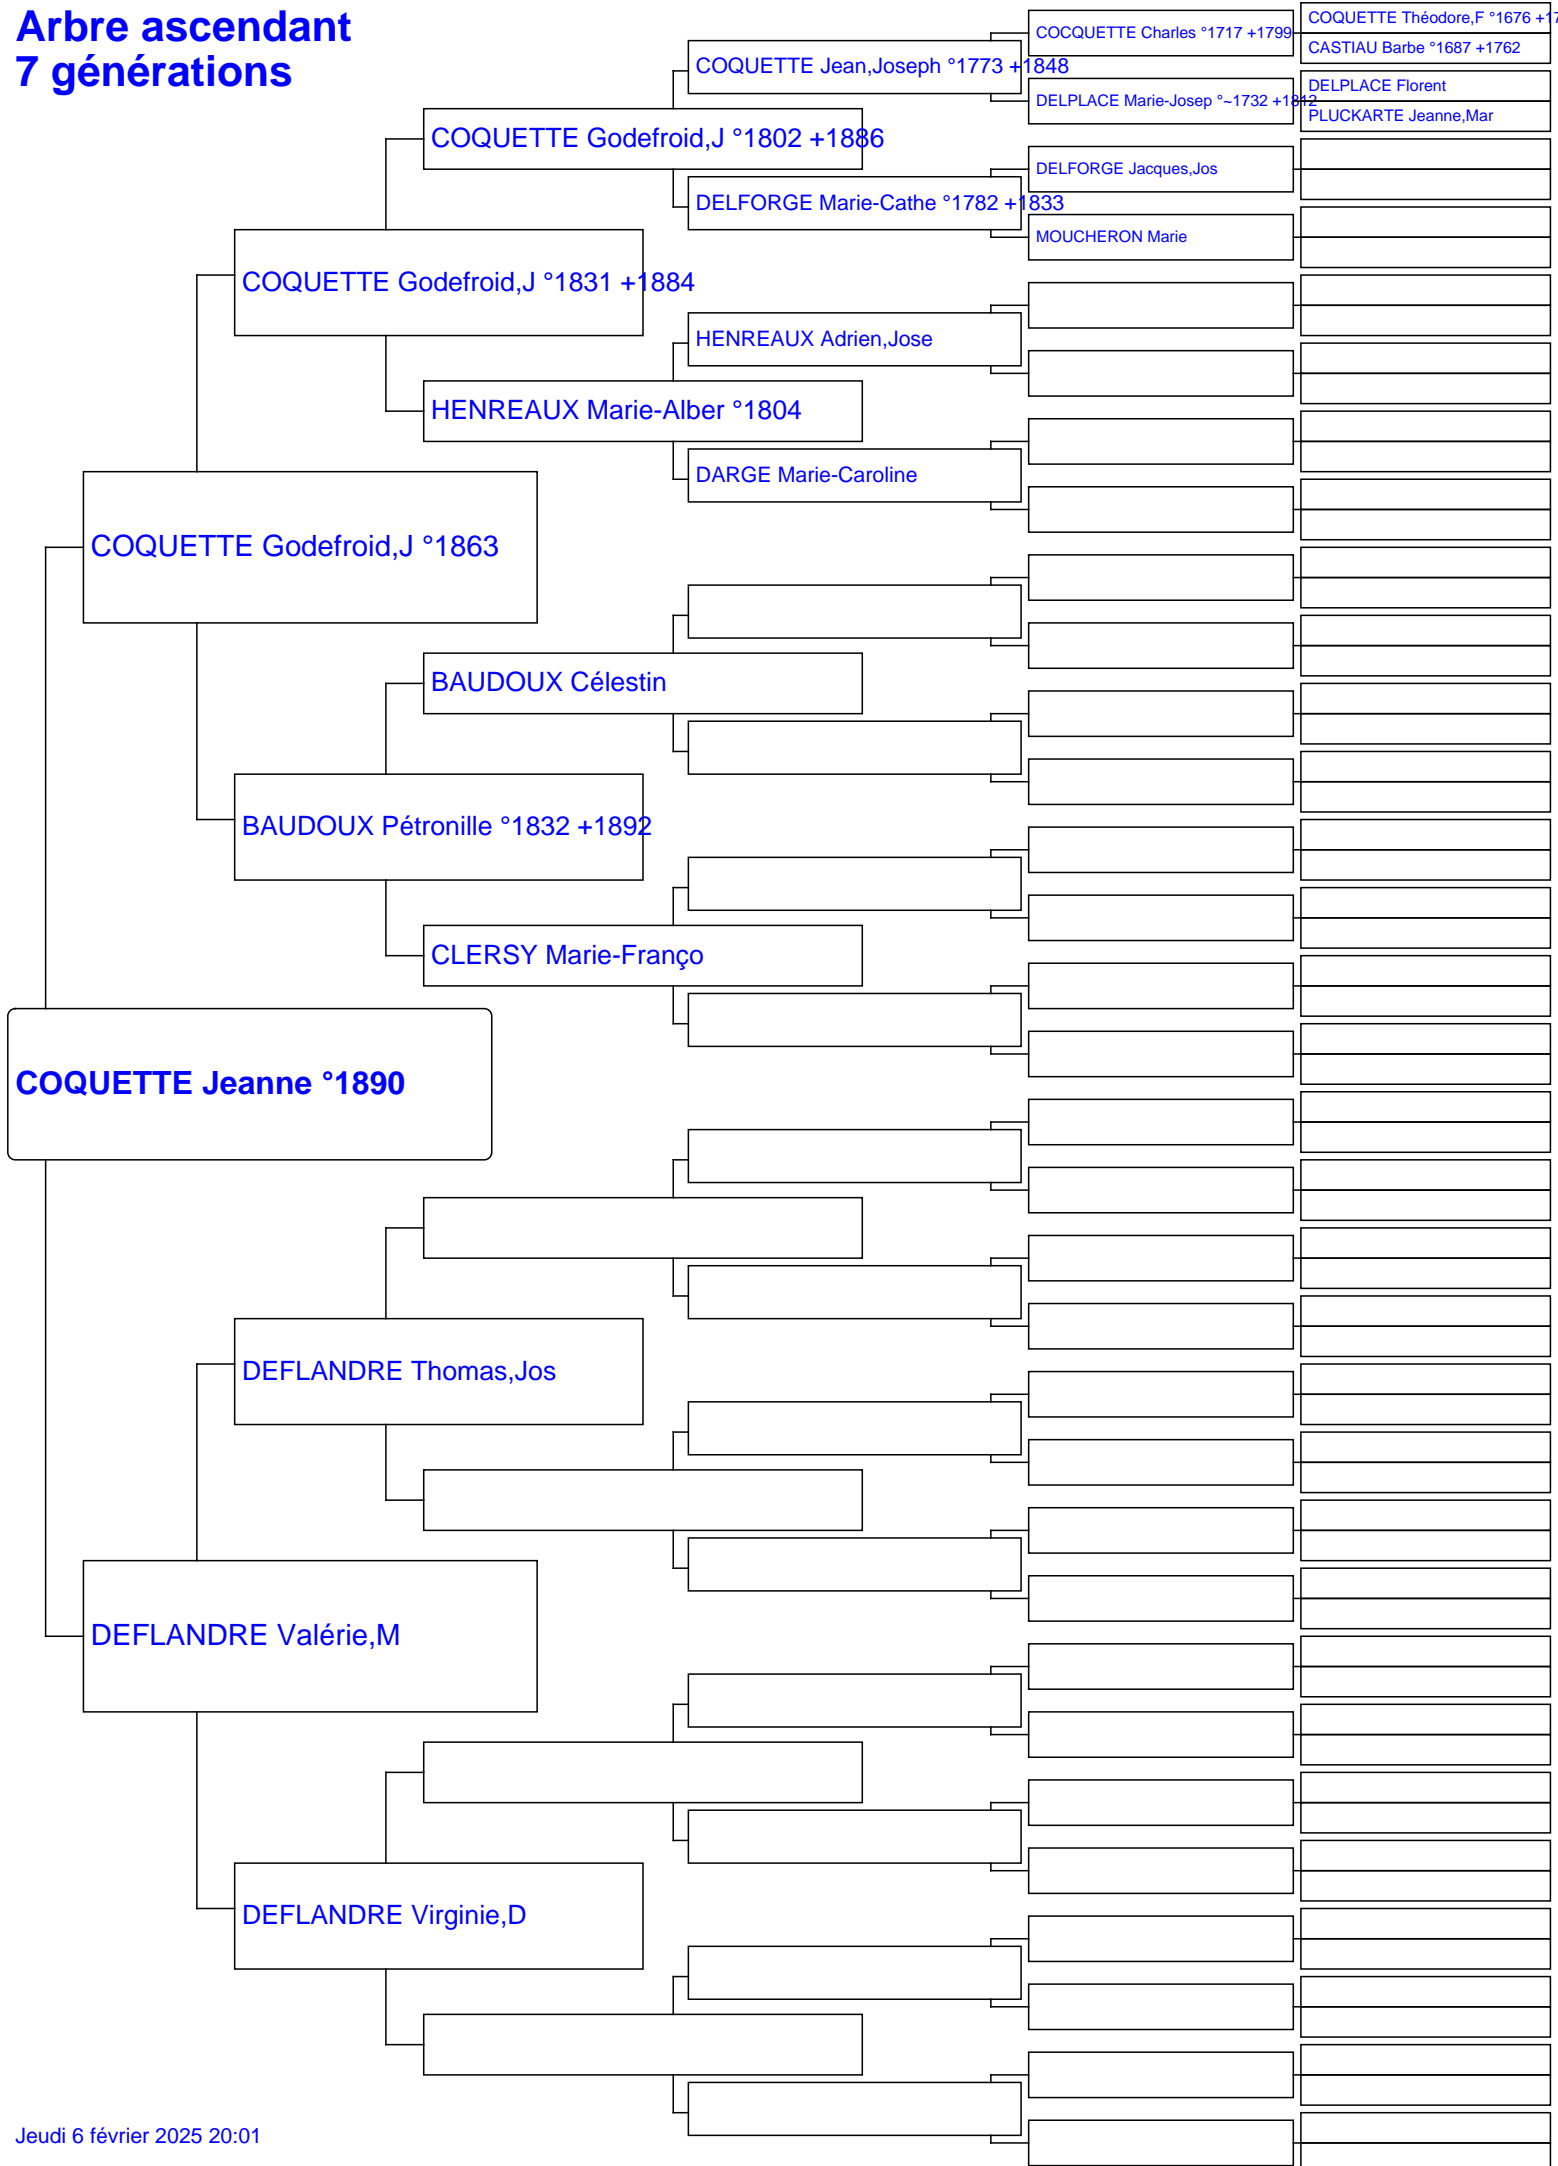 Arbre ascendant
7 générations
COQUETTE Théodore,F °1676 +17
COCQUETTE Charles °1717 +1799
CASTIAU Barbe °1687 +1762
COQUETTE Jean,Joseph °1773 +1848
DELPLACE Florent
DELPLACE Marie-Josep °~1732 +1812
PLUCKARTE Jeanne,Mar
COQUETTE Godefroid,J °1802 +1886
DELFORGE Jacques,Jos
DELFORGE Marie-Cathe °1782 +1833
MOUCHERON Marie
COQUETTE Godefroid,J °1831 +1884
HENREAUX Adrien,Jose
HENREAUX Marie-Alber °1804
DARGE Marie-Caroline
COQUETTE Godefroid,J °1863
BAUDOUX Célestin
BAUDOUX Pétronille °1832 +1892
CLERSY Marie-Franço
COQUETTE Jeanne °1890
DEFLANDRE Thomas,Jos
DEFLANDRE Valérie,M
DEFLANDRE Virginie,D
Jeudi 6 février 2025 20:01